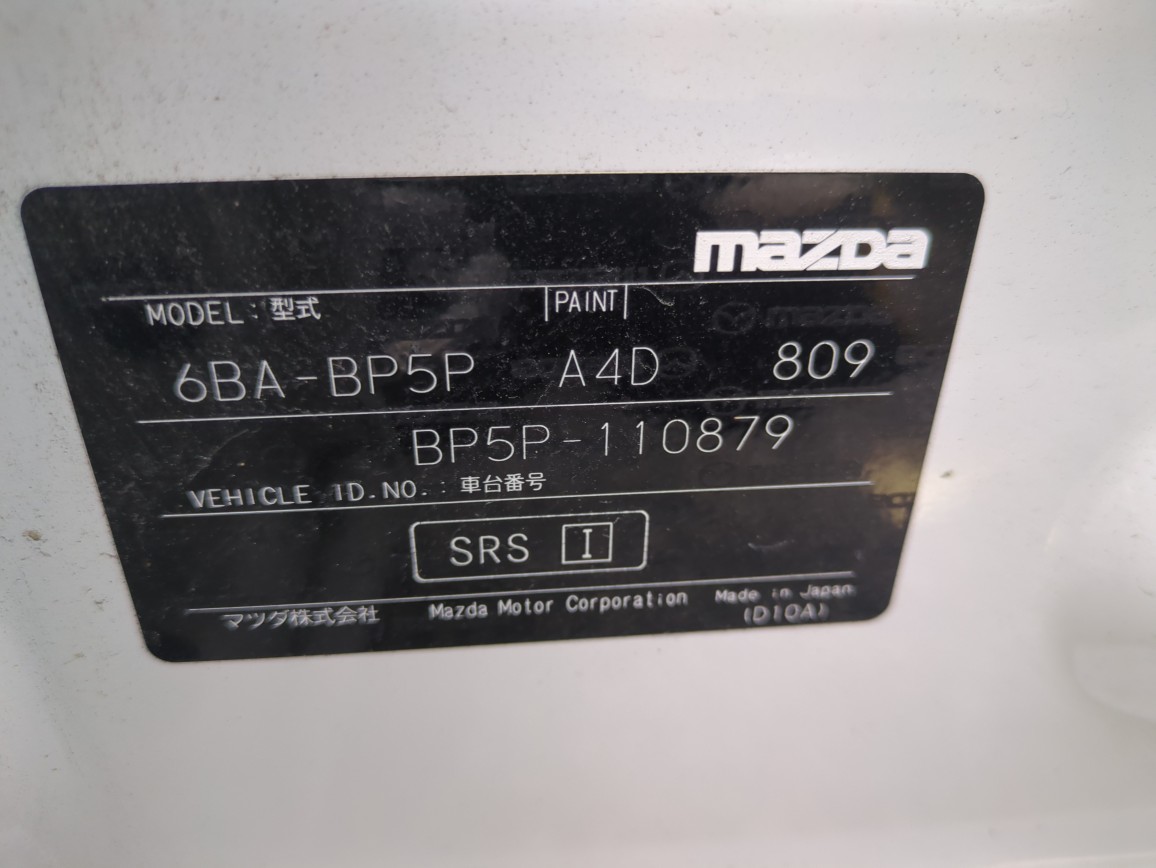 mazda
MODEL: 型式 PAINT
6BA-BP5P A4D 809
BP5P-110879
VEHICLE ID.NO.: 車台番号
SRS I
マツダ株式会社 Mazda Motor Corporation Made in Japan
(D10A)